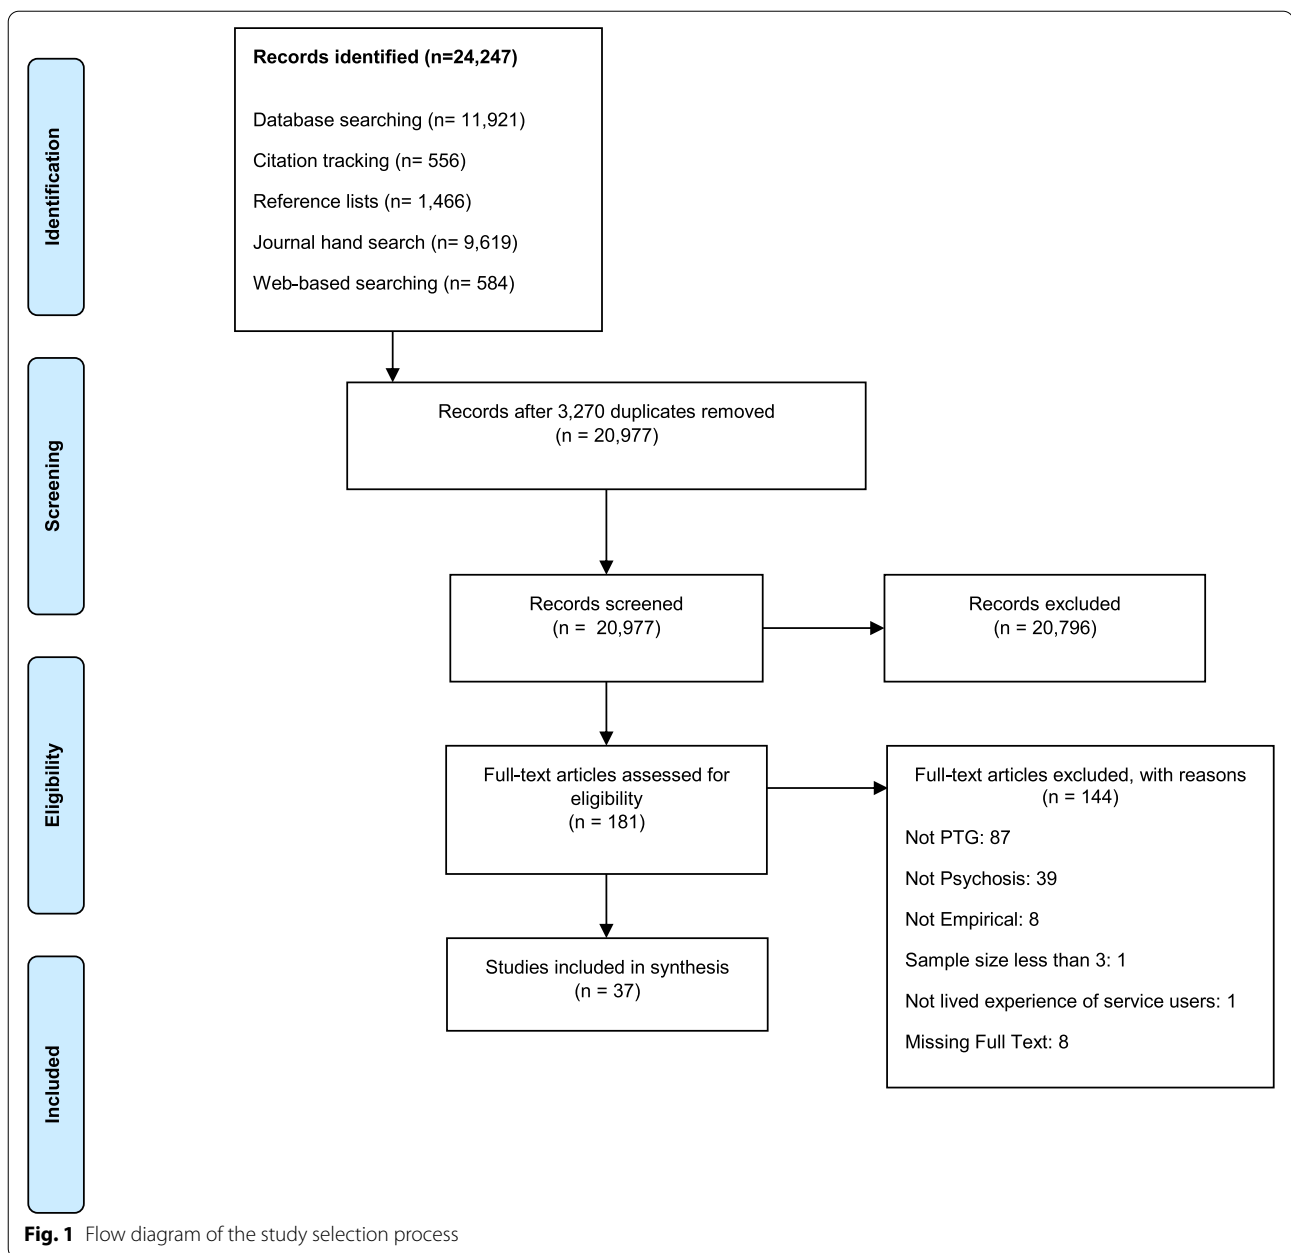 Identification
Records identified (n=24,247)
Database searching (n= 11,921)
Citation tracking (n= 556)
Reference lists (n= 1,466)
Journal hand search (n= 9,619)
Web-based searching (n= 584)
Screening
Records after 3,270 duplicates removed
(n = 20,977)
Records screened
(n =  20,977)
Records excluded
(n = 20,796)
Eligibility
Full-text articles assessed for
eligibility
(n = 181)
Full-text articles excluded, with reasons
(n = 144)
Not PTG: 87
Not Psychosis: 39
Not Empirical: 8
Sample size less than 3: 1
Not lived experience of service users: 1
Missing Full Text: 8
Included
Studies included in synthesis
(n = 37)
Fig. 1 Flow diagram of the study selection process